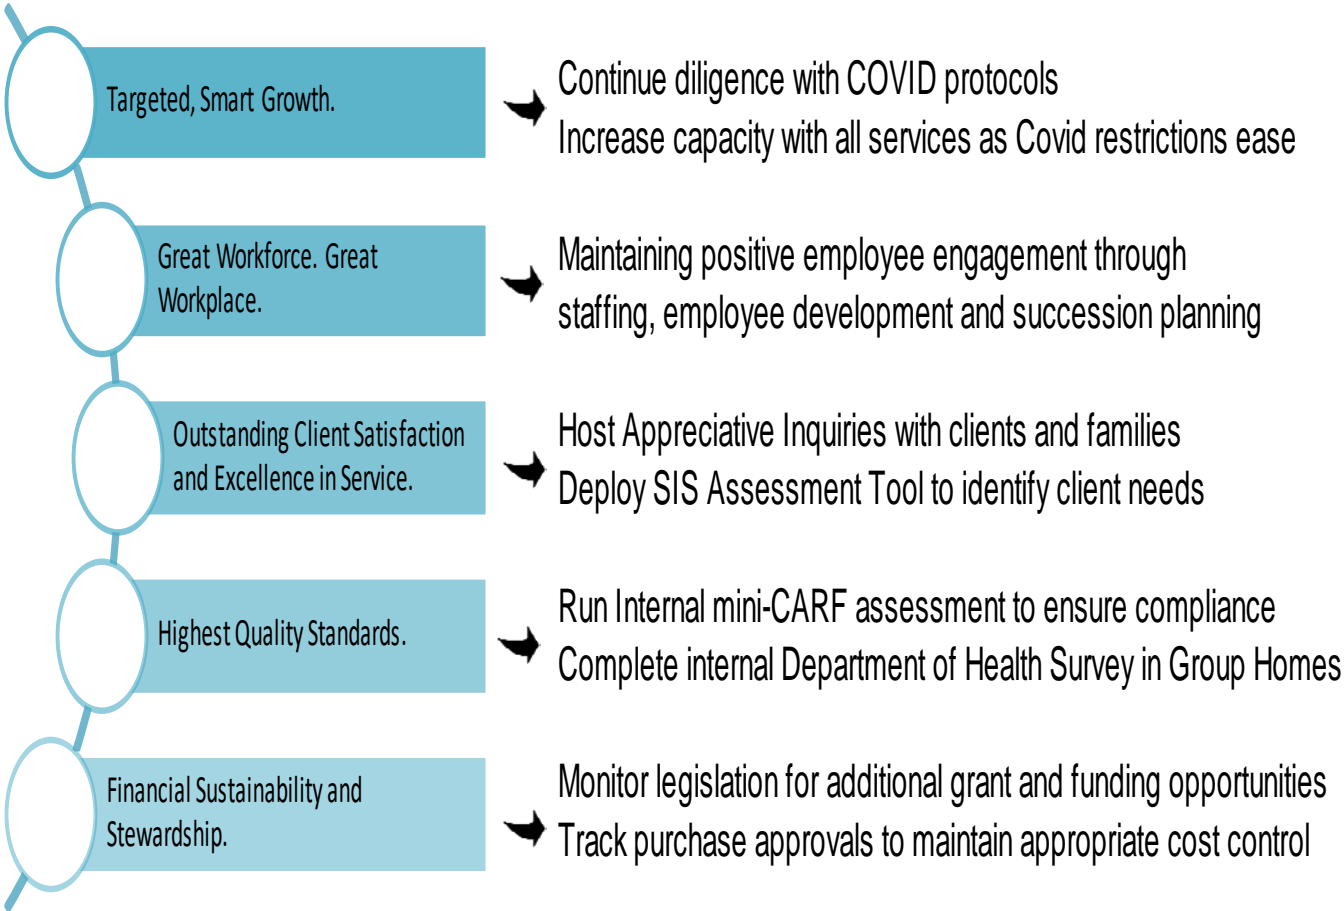 Targeted, Smart Growth.
Continue diligence with COVID protocols
Increase capacity with all services as Covid restrictions ease
Great Workforce. Great
Workplace.
Maintaining positive employee engagement through
staffing, employee development and succession planning
Outstanding Client Satisfaction
and Excellence in Service.
Host Appreciative Inquiries with clients and families
Deploy SIS Assessment Tool to identify client needs
Highest Quality Standards.
Run Internal mini-CARF assessment to ensure compliance
Complete internal Department of Health Survey in Group Homes
Financial Sustainability and
Stewardship.
Monitor legislation for additional grant and funding opportunities
Track purchase approvals to maintain appropriate cost control